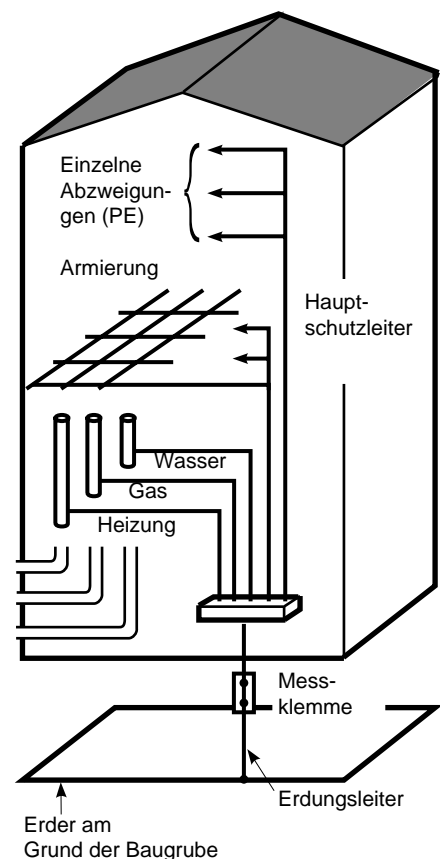 Einzelne
Abzweigun-
gen (PE)
Armierung
Haupt-
schutzleiter
Wasser
Gas
Heizung
Mess-
klemme
Erdungsleiter
Erder am
Grund der Baugrube